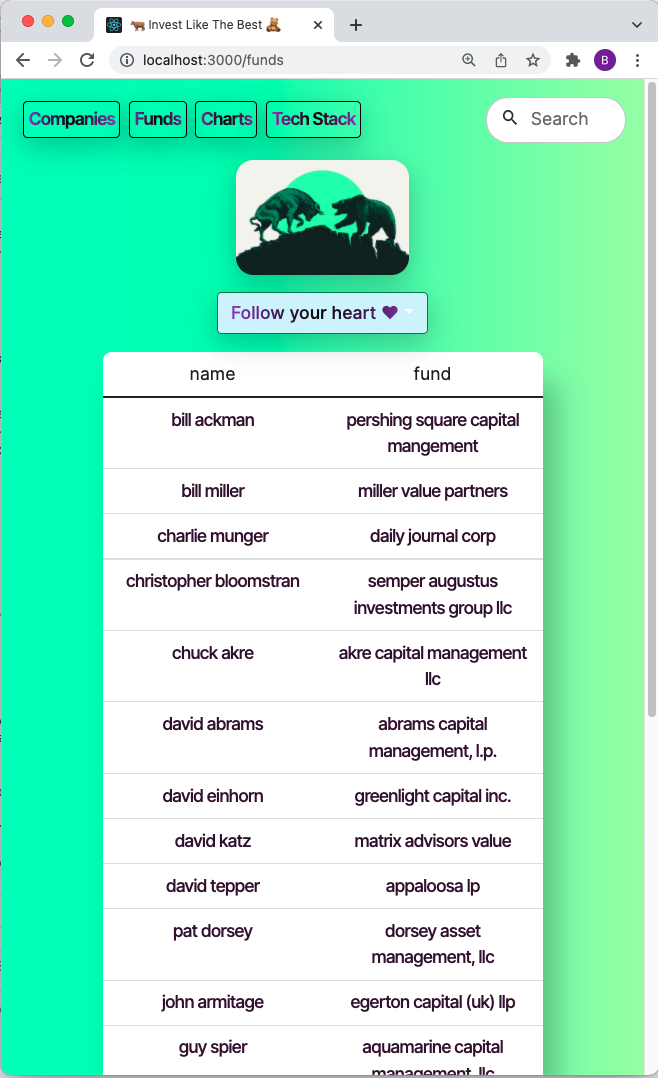 🐂 Invest Like The Best 🧸
localhost:3000/funds
B
Companies Funds Charts Tech Stack Search
Follow your heart
name fund
bill ackman pershing square capital
mangement
bill miller miller value partners
charlie munger daily journal corp
christopher bloomstran semper augustus
investments group llc
chuck akre akre capital management
llc
david abrams abrams capital
management, l.p.
david einhorn greenlight capital inc.
david katz matrix advisors value
david tepper appaloosa lp
pat dorsey dorsey asset
management, llc
john armitage egerton capital (uk) llp
guy spier aquamarine capital
management, llc